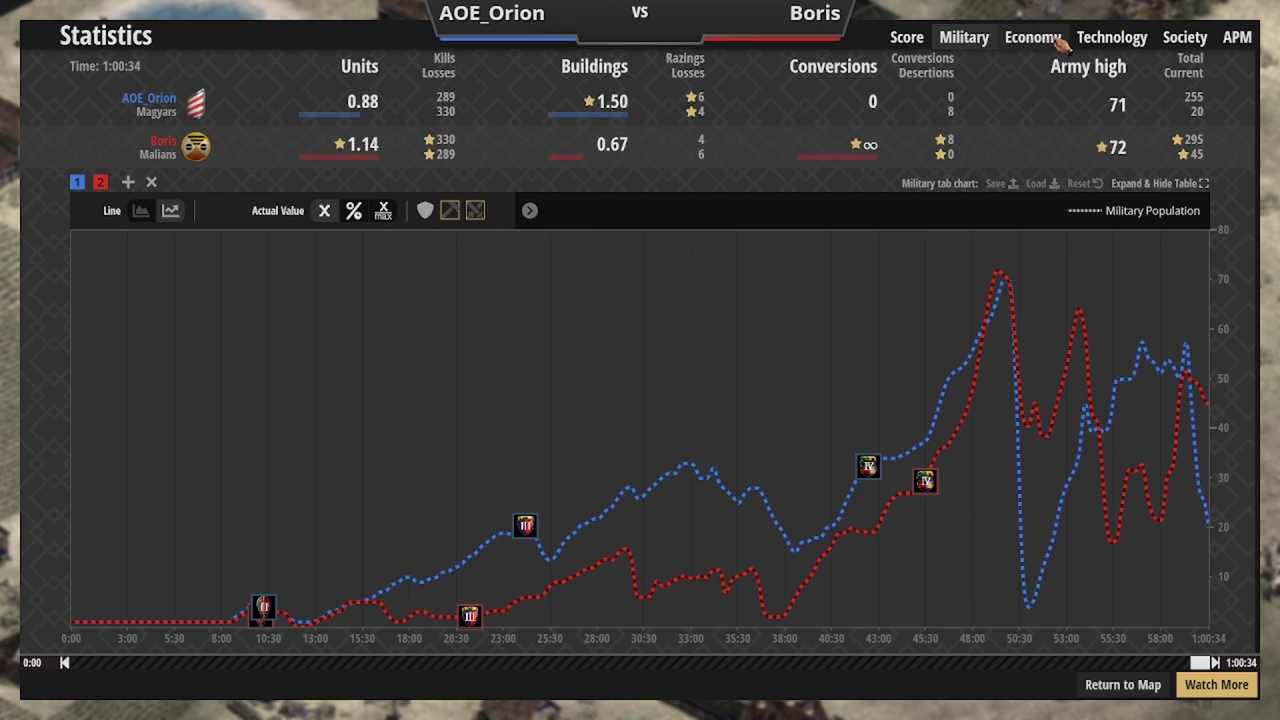 AOE_Orion VS Boris
Statistics
Score Military Economy Technology Society APM
Time: 1:00:34
Units
Kills
Losses
Buildings
Razings
Losses
Conversions
Conversions
Desertions
Army high
Total
Current
AOE_Orion
Magyars
0.88
289
330
1.50
6
4
0
0
8
71
255
20
Boris
Malians
1.14
330
289
0.67
4
6
∞
8
0
72
295
45
1 2
Military tab chart: Save Load Reset Expand & Hide Table
Line
Actual Value X % X max
Military Population
80
70
60
50
40
30
20
10
II
III
III
IV
IV
0:00 3:00 5:30 8:00 10:30 13:00 15:30 18:00 20:30 23:00 25:30 28:00 30:30 33:00 35:30 38:00 40:30 43:00 45:30 48:00 50:30 53:00 55:30 58:00 1:00:34
0:00 1:00:34
Return to Map Watch More